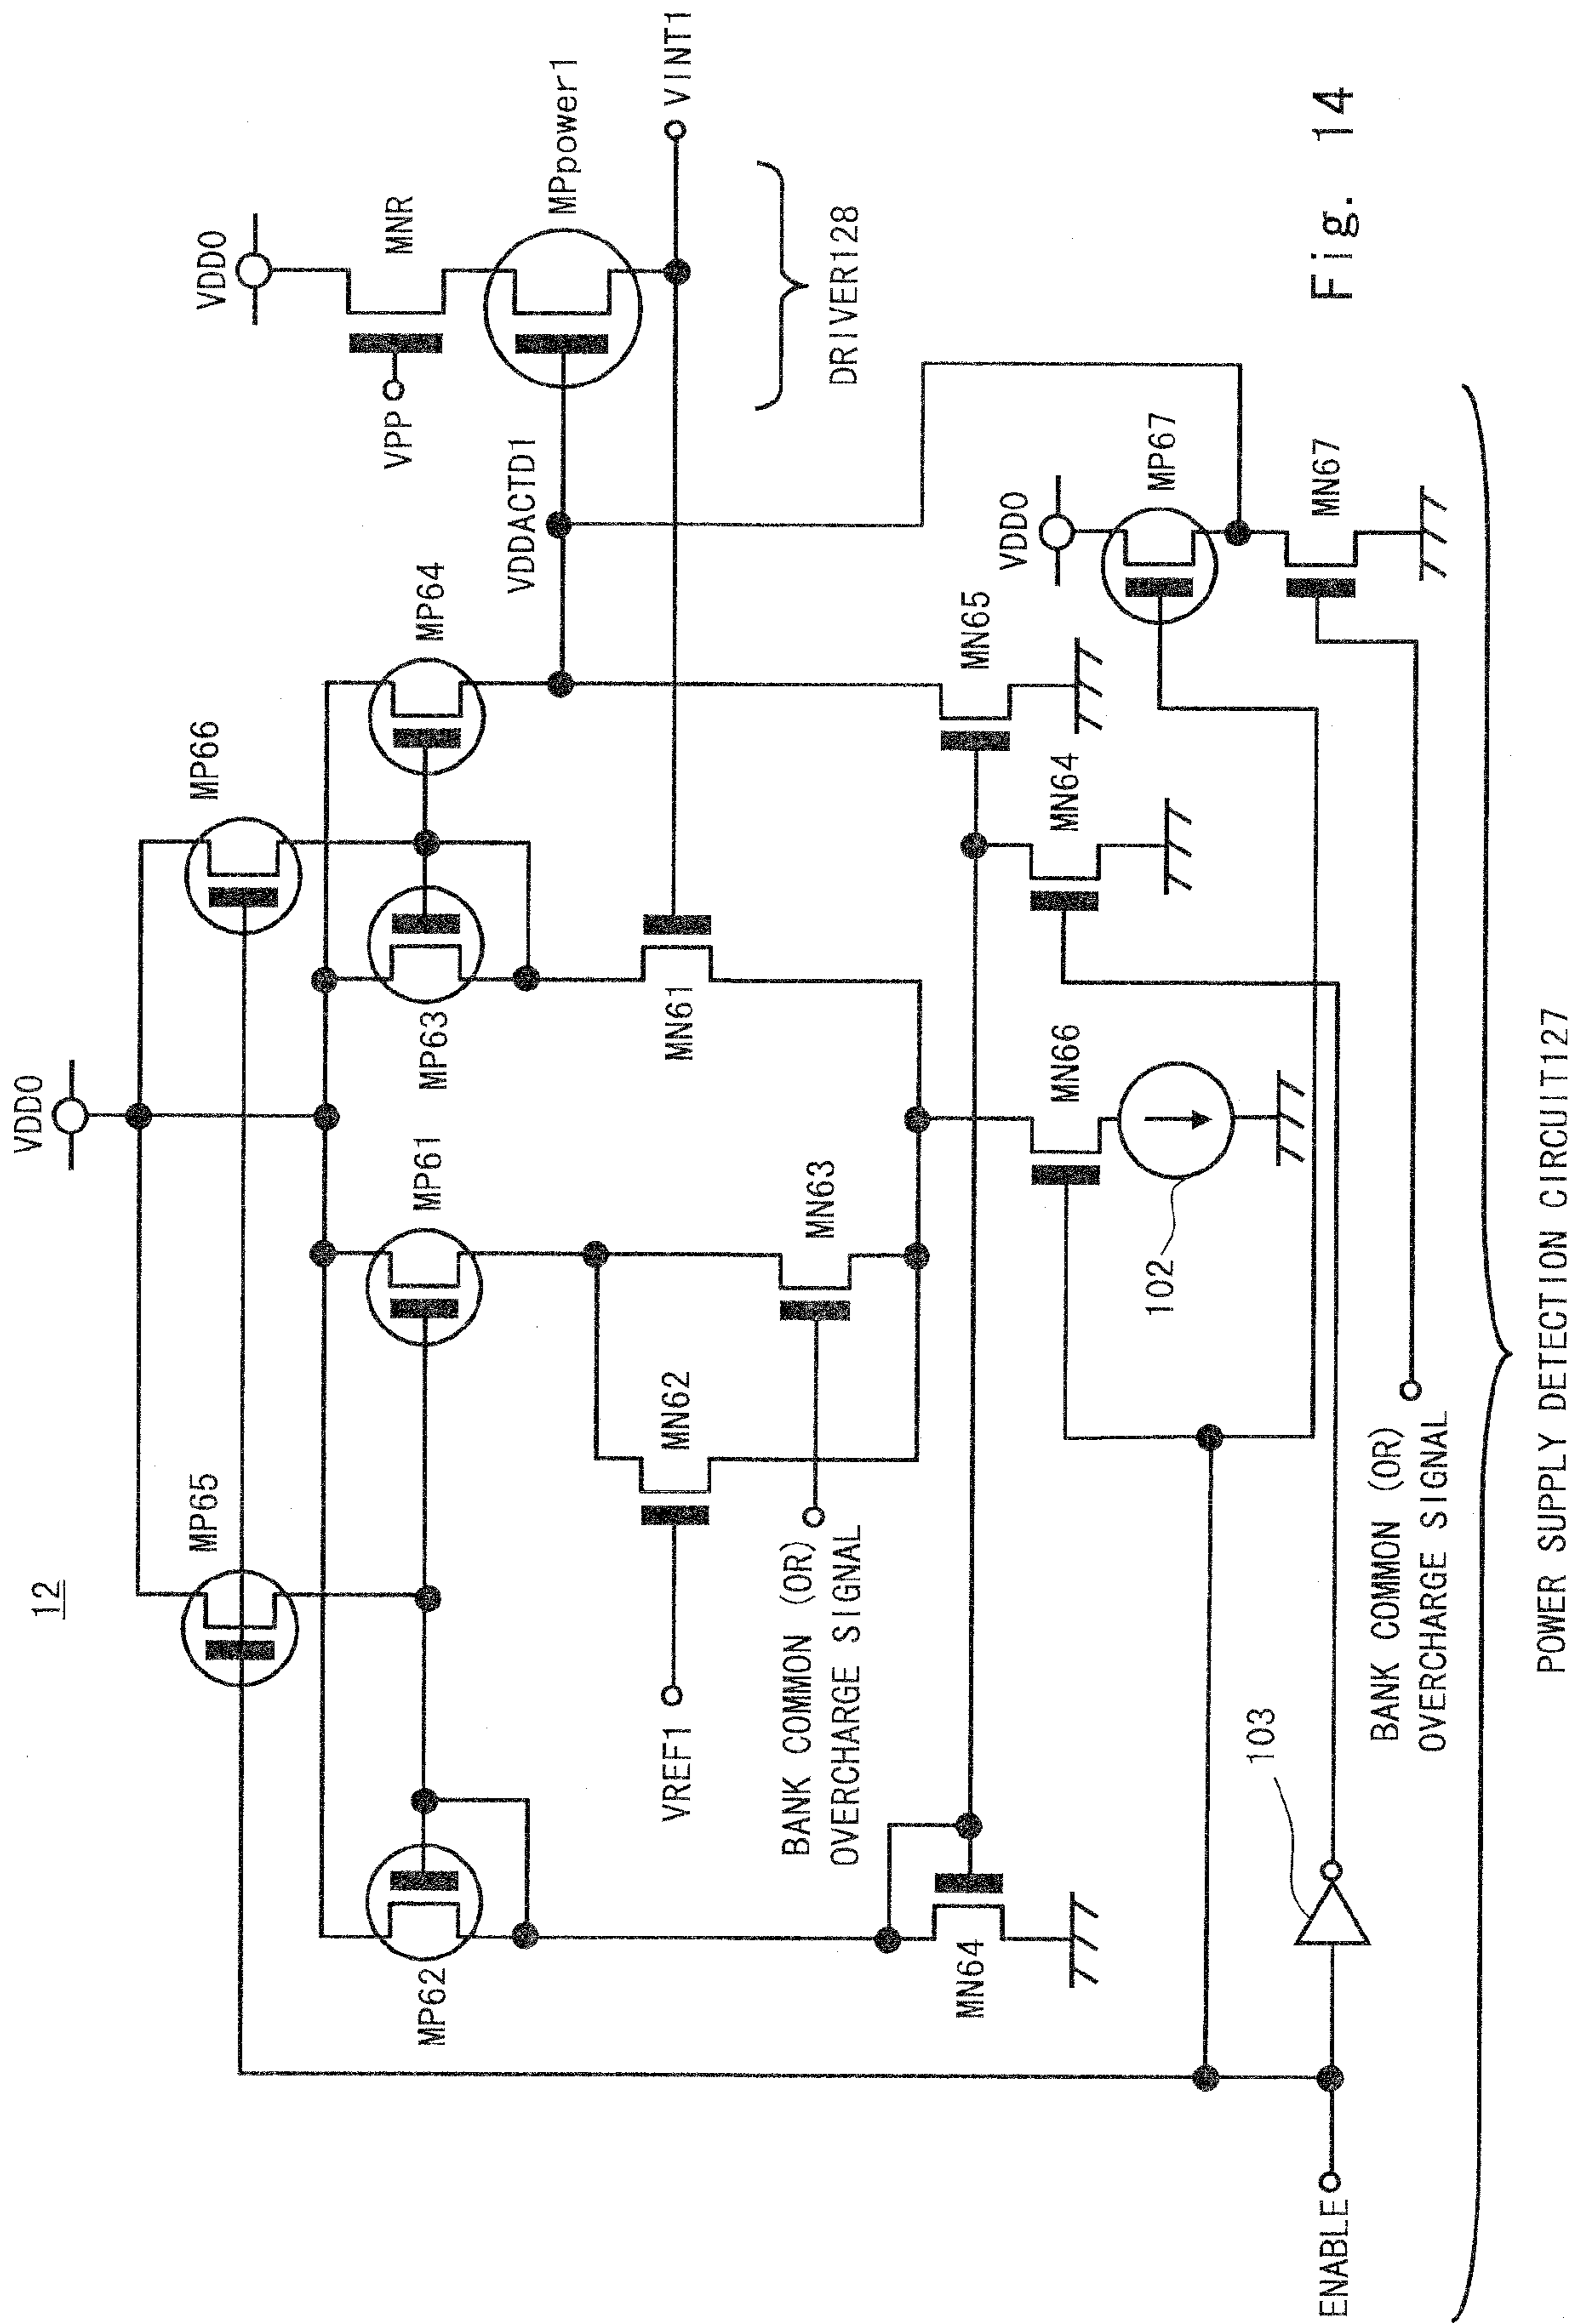 12
VDD0
VDD0
MP65
MP66
VPP
MNR
MP62
MP61
MP63
MP64
VDDACTD1
MPpower1
VREF1
MN62
MN61
VINT1
BANK COMMON (OR)
OVERCHARGE SIGNAL
MN63
DRIVER128
MN64
MN66
MN64
MN65
VDD0
102
MP67
103
MN67
ENABLE
BANK COMMON (OR)
OVERCHARGE SIGNAL
POWER SUPPLY DETECTION CIRCUIT127
Fig. 14